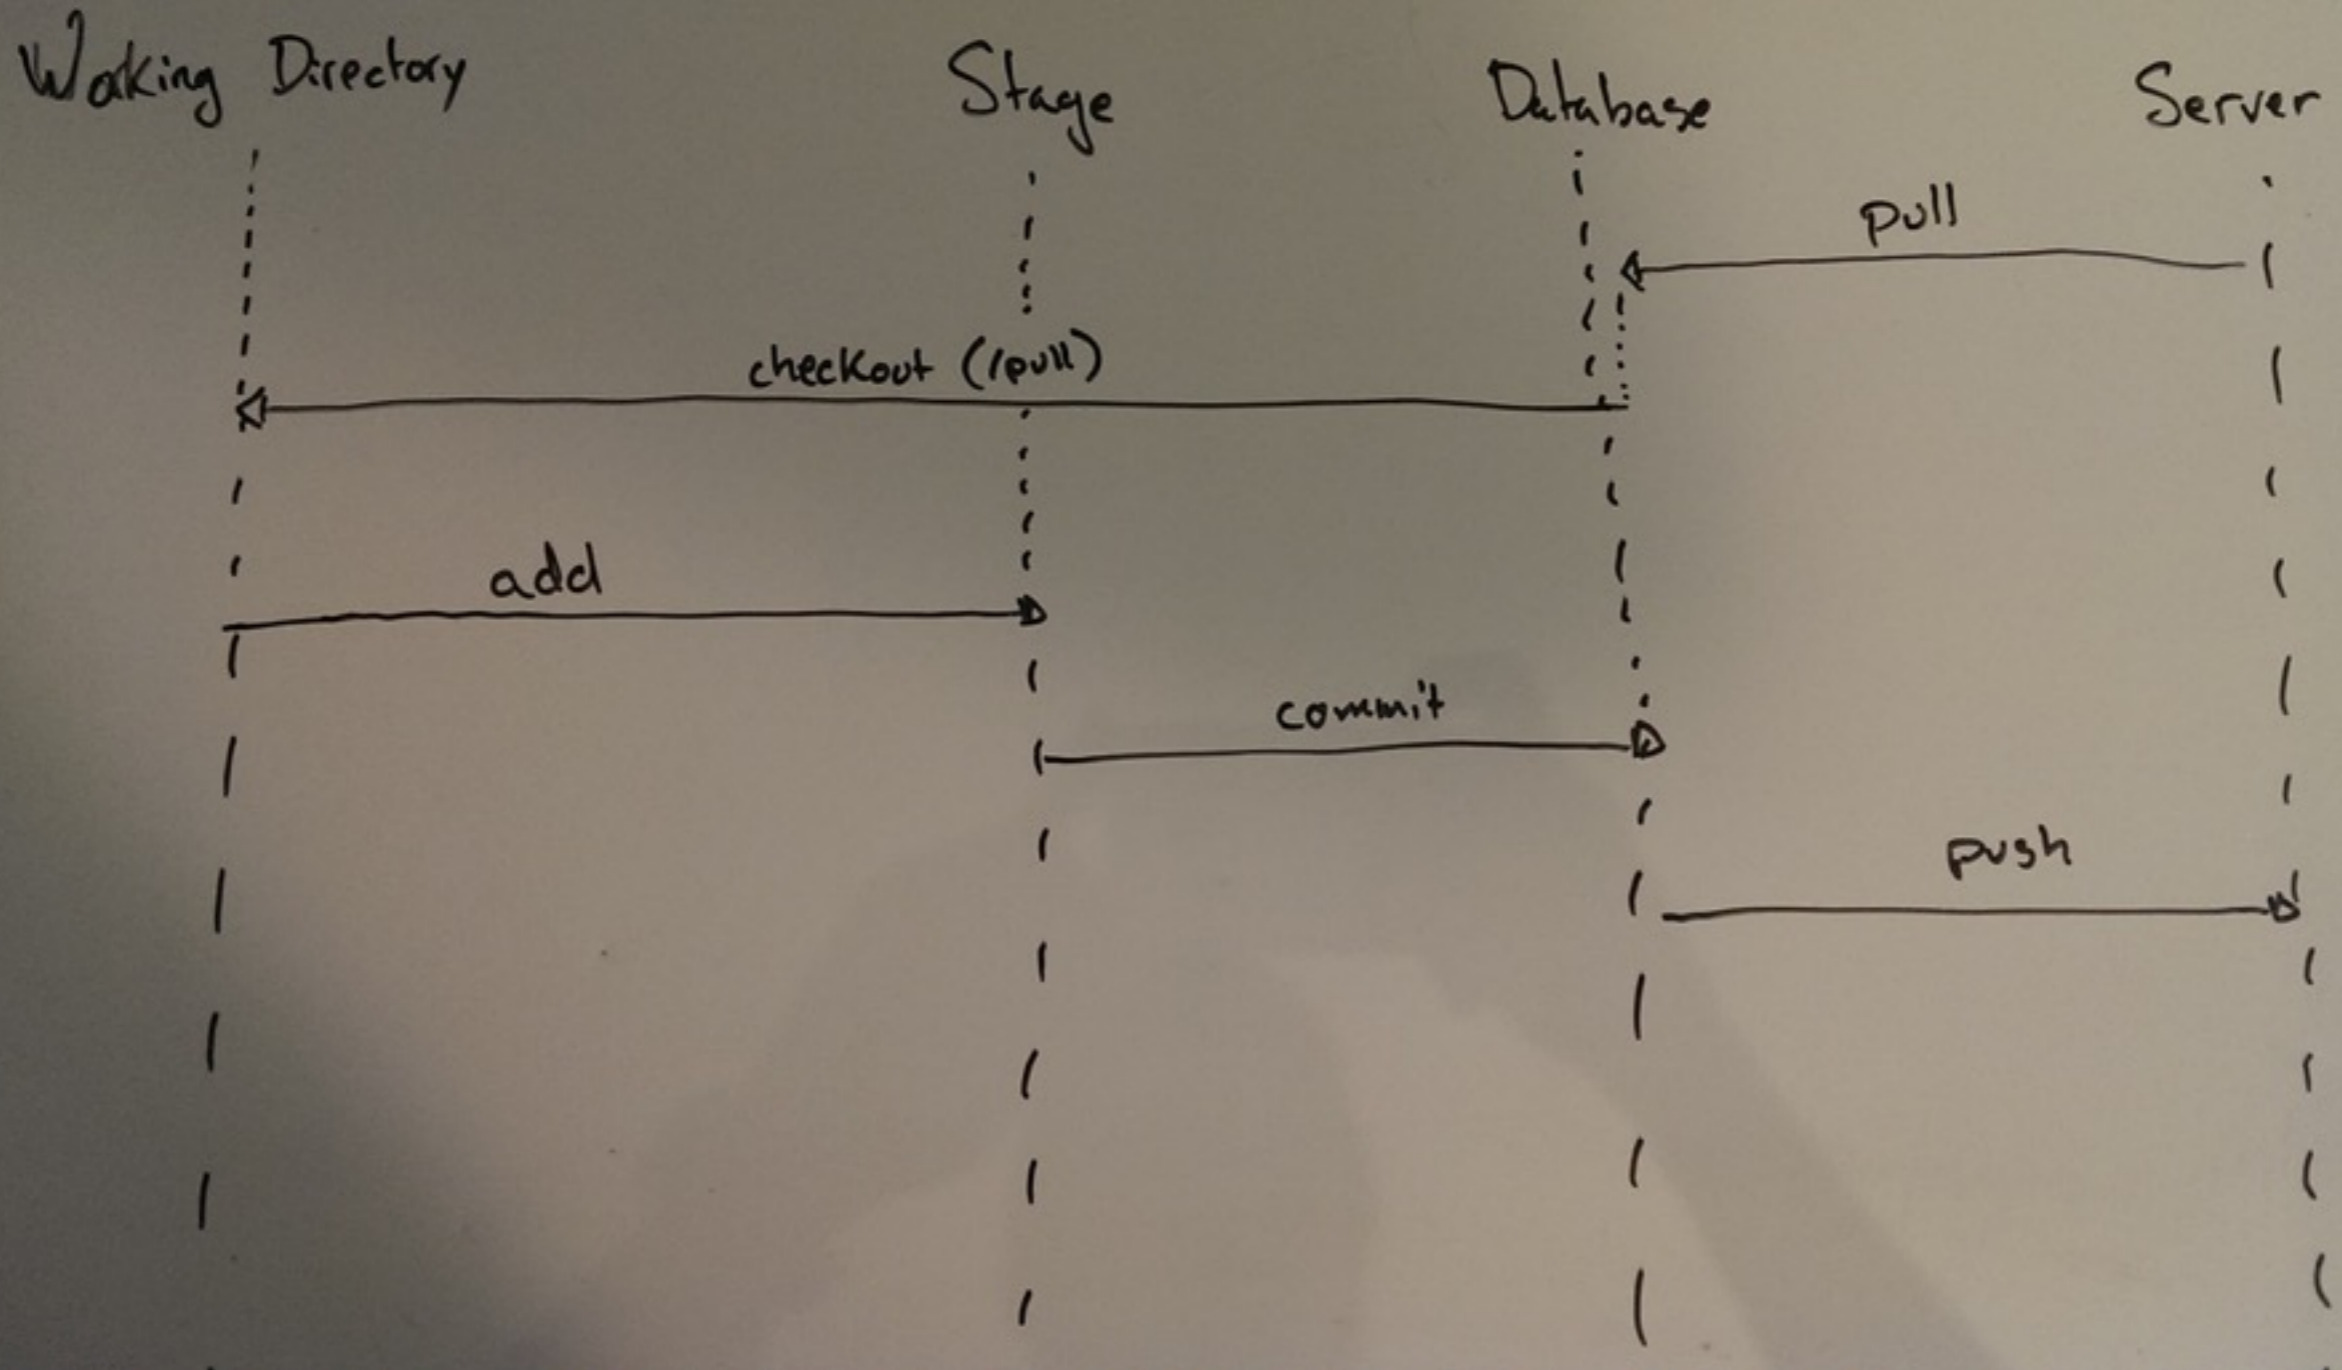 Working Directory
Stage
Database
Server
pull
checkout (/pull)
add
commit
push